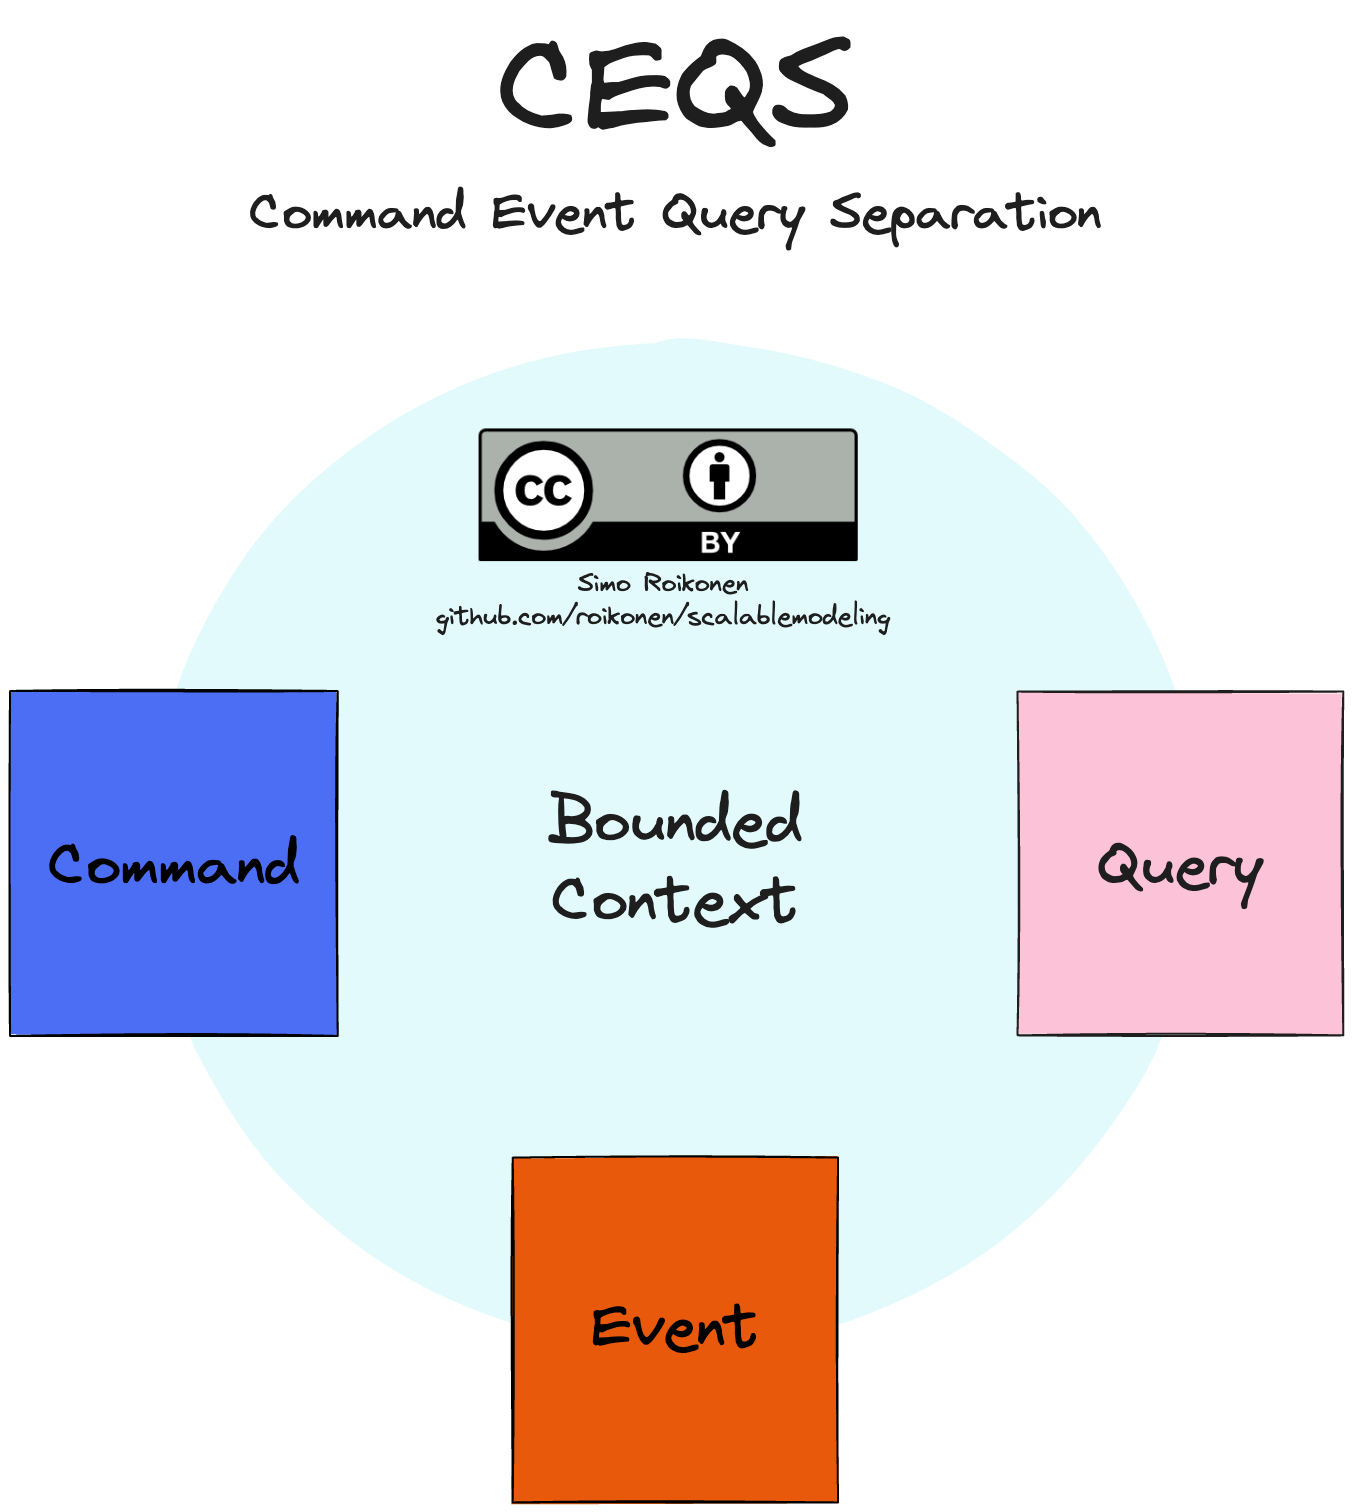 CEQS
Command Event Query Separation
CC
BY
Simo Roikonen
github.com/roikonen/scalablemodeling
Command
Bounded
Context
Query
Event